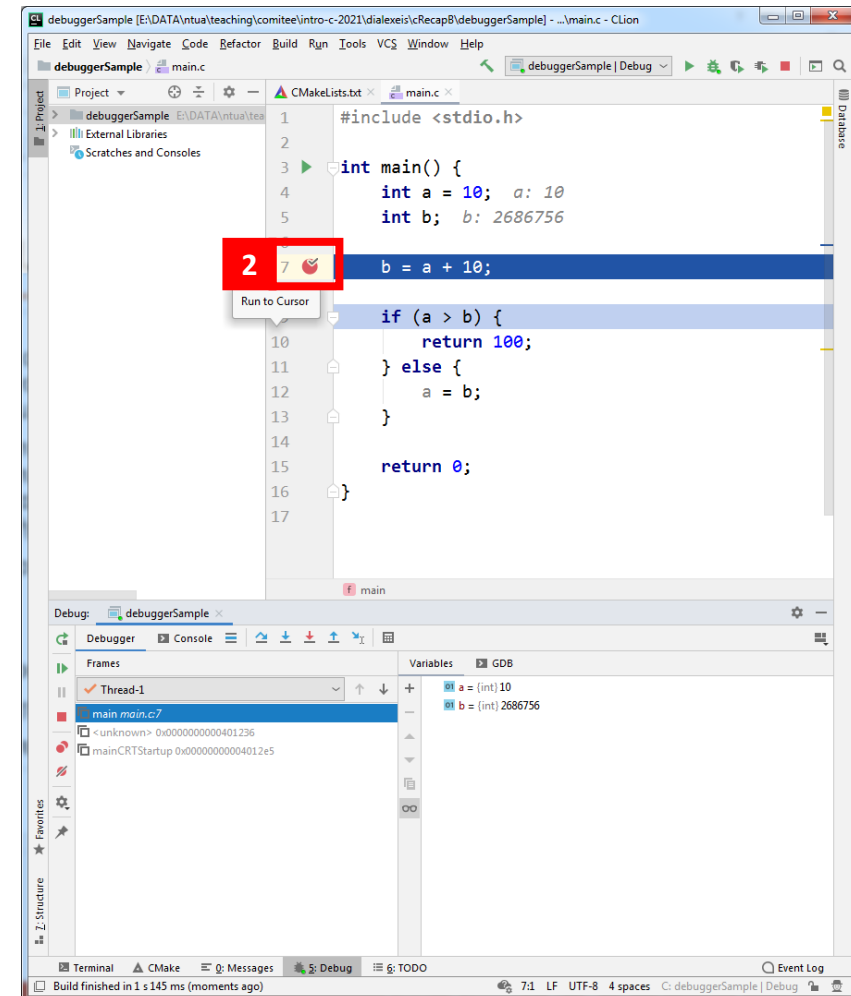 debuggerSample [E:\DATA\ntua\teaching\comitee\intro-c-2021\dialexeis\cRecapB\debuggerSample] - ...\main.c - CLion
File Edit View Navigate Code Refactor Build Run Tools VCS Window Help
debuggerSample main.c debuggerSample | Debug
1: Project
Project
CMakeLists.txt main.c
Database
debuggerSample E:\DATA\ntua\tea
External Libraries
Scratches and Consoles
1 #include <stdio.h>
2
3 int main() {
4 int a = 10; a: 10
5 int b; b: 2686756
2
7 b = a + 10;
Run to Cursor
if (a > b) {
10 return 100;
11 } else {
12 a = b;
13 }
14
15 return 0;
16 }
17
f main
Debug: debuggerSample
Debugger Console
Frames Variables GDB
Thread-1
main main.c:7
<unknown> 0x0000000000401236
mainCRTStartup 0x00000000004012e5
01 a = {int} 10
01 b = {int} 2686756
Favorites
Z: Structure
Terminal CMake 0: Messages 5: Debug 6: TODO Event Log
Build finished in 1 s 145 ms (moments ago) 7:1 LF UTF-8 4 spaces C: debuggerSample | Debug